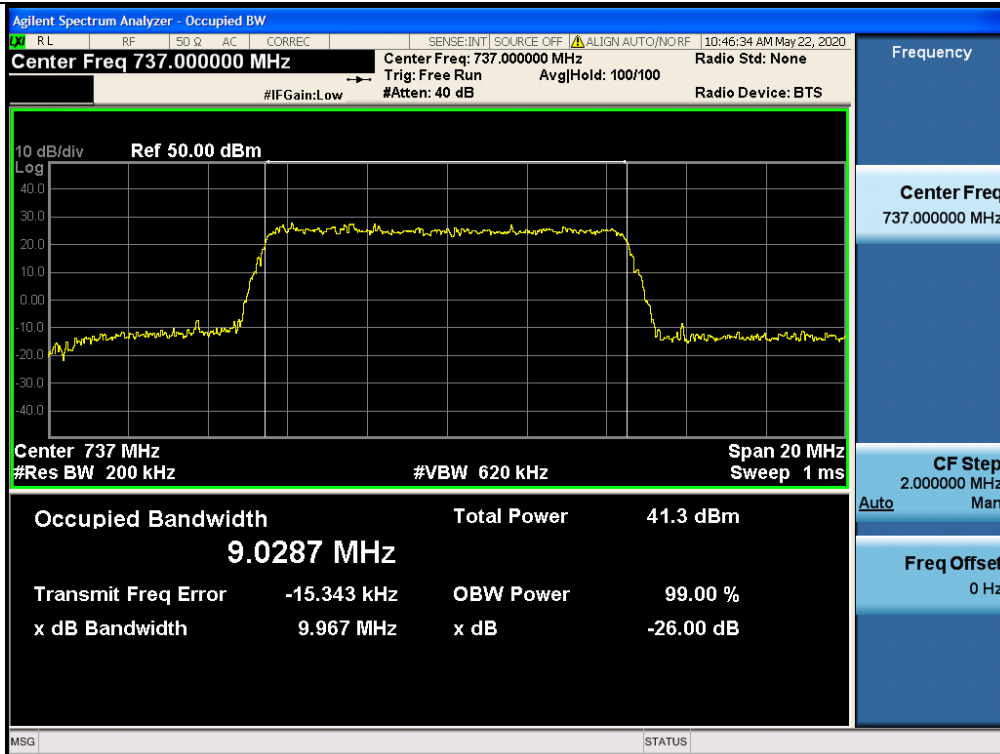 Agilent Spectrum Analyzer - Occupied BW
LXI RL RF 50 Ω AC CORREC SENSE:INT SOURCE OFF ALIGN AUTO/NO RF 10:46:34 AM May 22, 2020
Center Freq 737.000000 MHz
Center Freq: 737.000000 MHz
Radio Std: None
Trig: Free Run
Avg|Hold: 100/100
#IFGain:Low
#Atten: 40 dB
Radio Device: BTS
10 dB/div
Ref 50.00 dBm
Log
40.0
30.0
20.0
10.0
0.00
-10.0
-20.0
-30.0
-40.0
Center 737 MHz
Span 20 MHz
#Res BW 200 kHz
#VBW 620 kHz
Sweep 1 ms
Occupied Bandwidth
Total Power 41.3 dBm
9.0287 MHz
Transmit Freq Error -15.343 kHz
OBW Power 99.00 %
x dB Bandwidth 9.967 MHz
x dB -26.00 dB
MSG
STATUS
Frequency
Center Freq
737.000000 MHz
CF Step
2.000000 MHz
Auto Man
Freq Offset
0 Hz